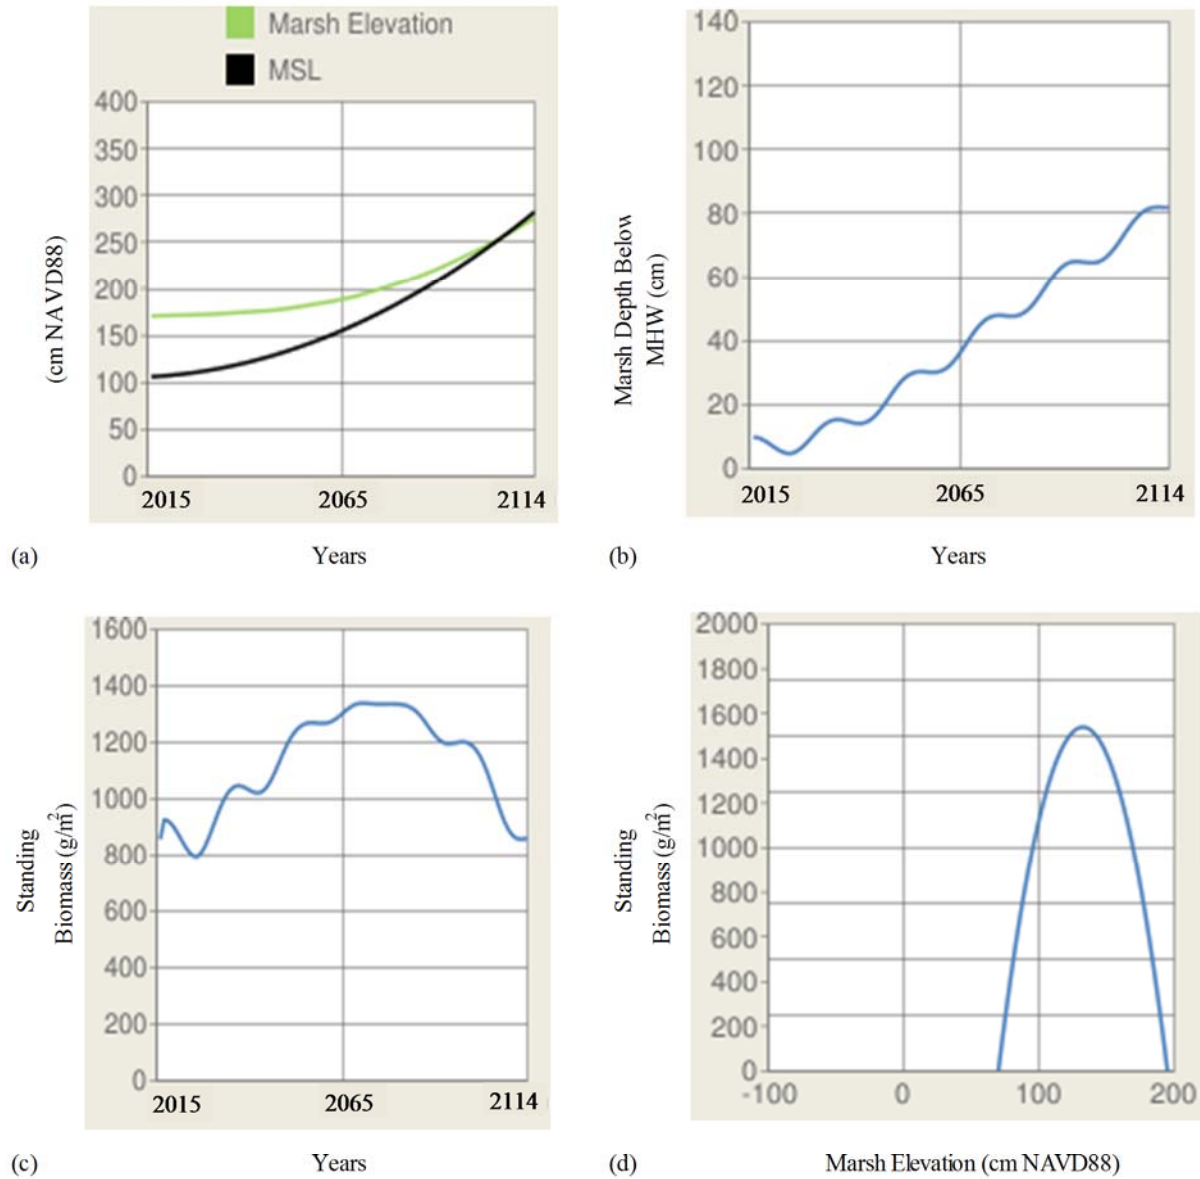 Marsh Elevation
MSL
400
350
300
250
200
150
100
50
0
(cm NAVD88)
2015 2065 2114
(a) Years
140
120
100
80
60
40
20
0
Marsh Depth Below
MHW (cm)
2015 2065 2114
(b) Years
1600
1400
1200
1000
800
600
400
200
0
Standing
Biomass (g/m²)
2015 2065 2114
(c) Years
2000
1800
1600
1400
1200
1000
800
600
400
200
0
Standing
Biomass (g/m²)
-100 0 100 200
(d) Marsh Elevation (cm NAVD88)